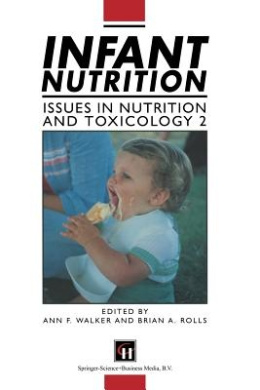 INFANT
NUTRITION
ISSUES IN NUTRITION
AND TOXICOLOGY 2
EDITED BY
ANN F. WALKER AND BRIAN A. ROLLS
Springer-Science+Business Media, B.V.